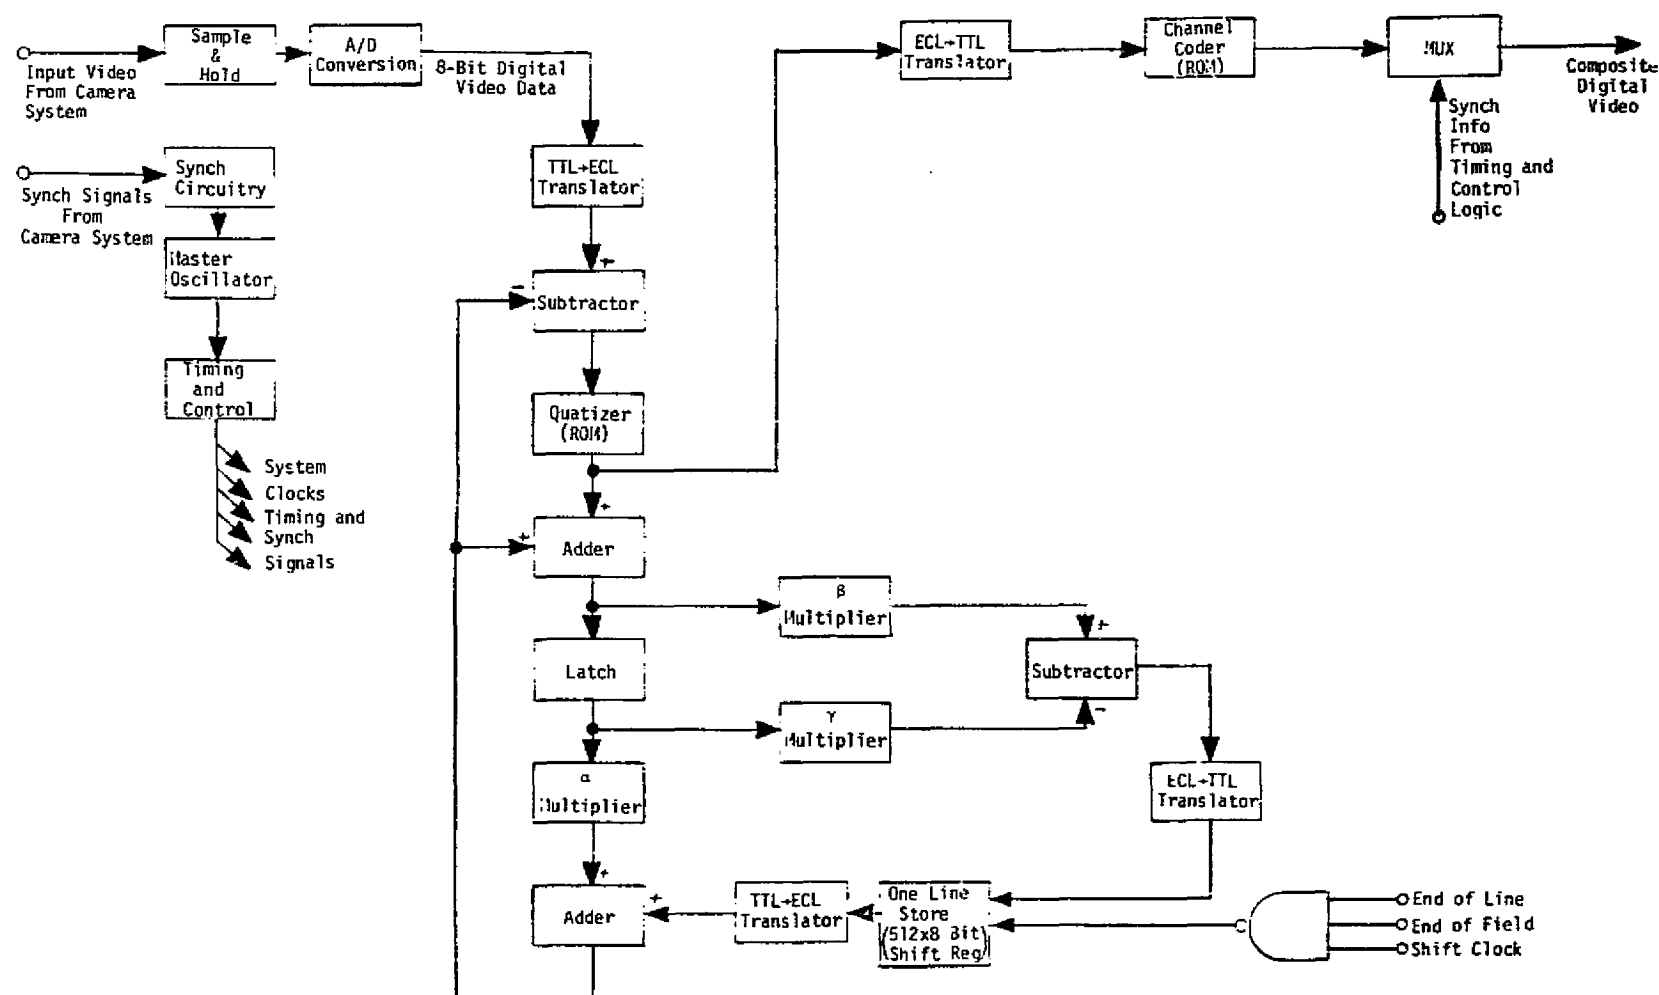 Sample
&
Hold
A/D
Conversion
Input Video
From Camera
System
8-Bit Digital
Video Data
ECL→TTL
Translator
Channel
Coder
(ROM)
MUX
Composite
Digital
Video
Synch
Info
From
Timing and
Control
Logic
Synch
Circuitry
Synch Signals
From
Camera System
TTL→ECL
Translator
Master
Oscillator
+
-
Subtractor
Timing
and
Control
Quatizer
(ROM)
System
Clocks
Timing and
Synch
Signals
+
+
Adder
β
Multiplier
+
Latch
Subtractor
-
γ
Multiplier
α
Multiplier
ECL→TTL
Translator
+
+
Adder
TTL→ECL
Translator
One Line
Store
(512x8 Bit)
(Shift Reg)
End of Line
End of Field
Shift Clock